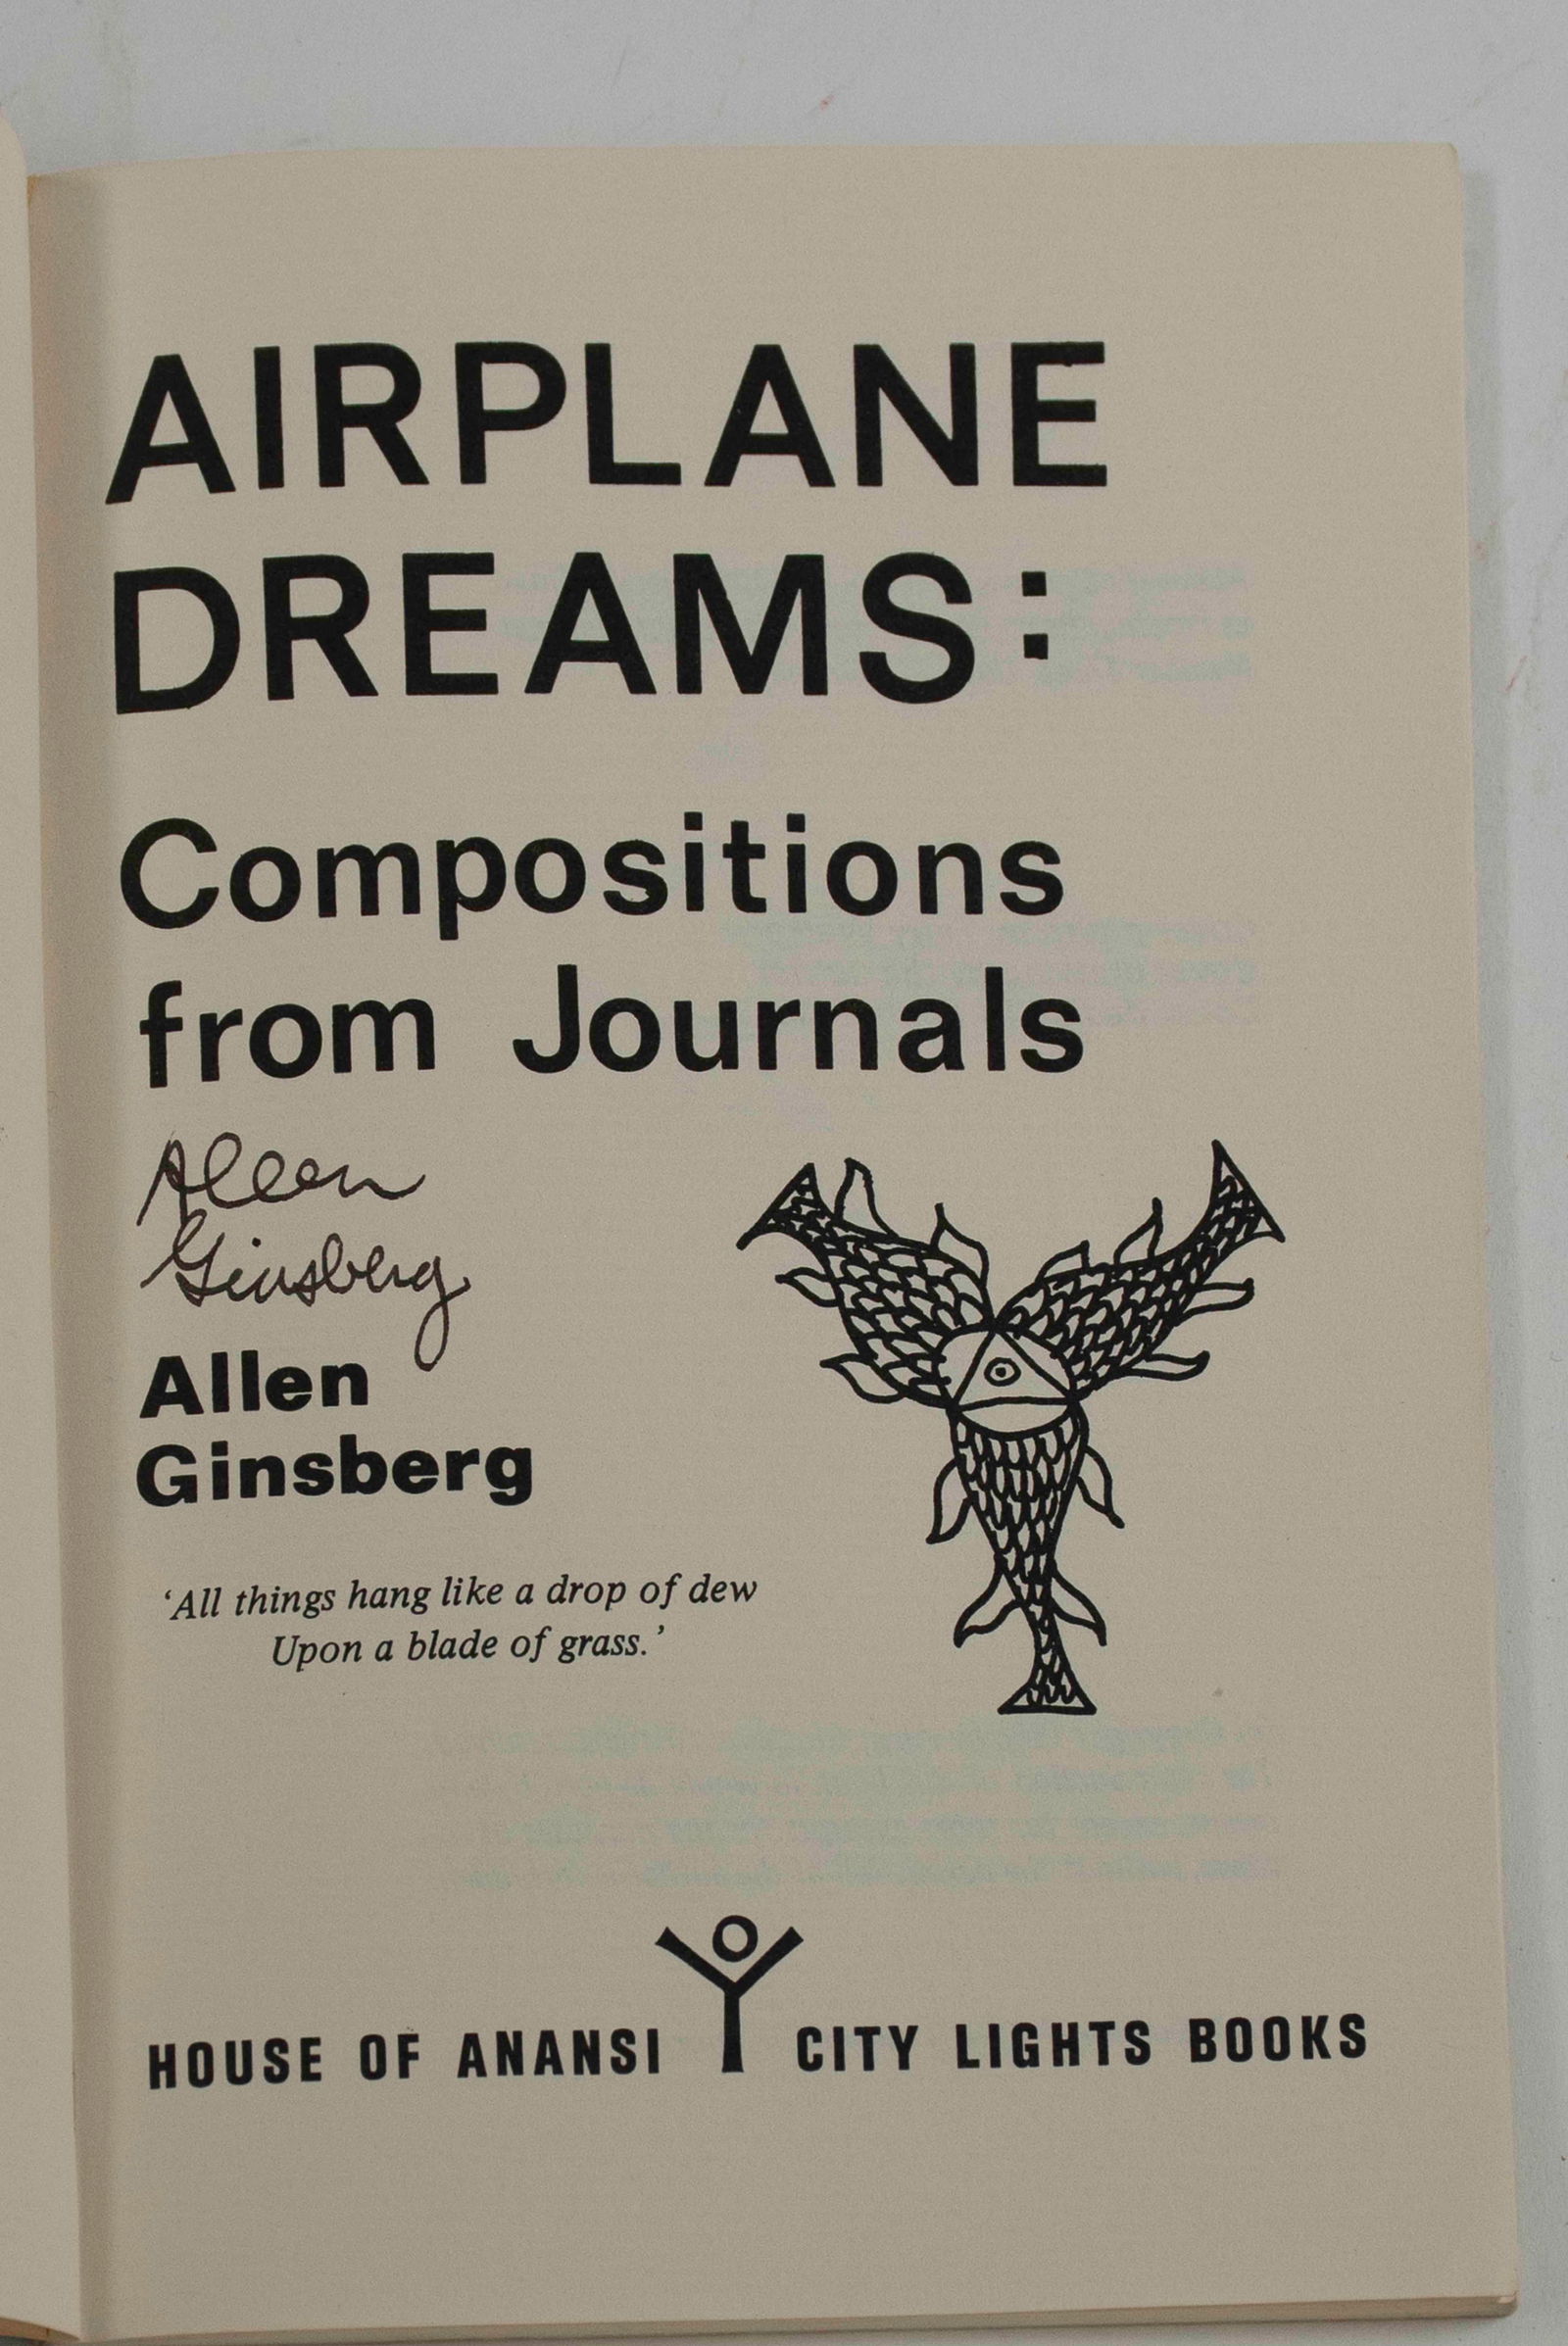 AIRPLANE
DREAMS:
Compositions
from Journals
Allen
Ginsberg
Allen
Ginsberg
‘All things hang like a drop of dew
Upon a blade of grass.’
HOUSE OF ANANSI CITY LIGHTS BOOKS